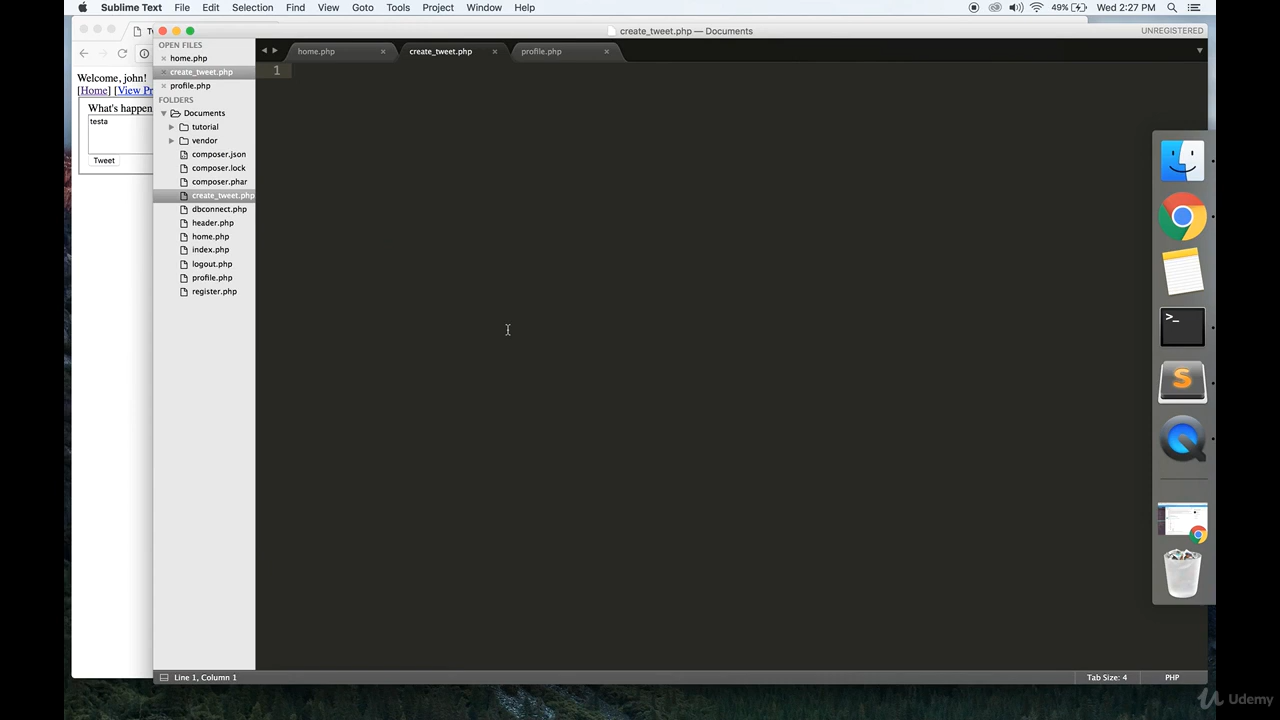 Sublime Text File Edit Selection Find View Goto Tools Project Window Help 49% Wed 2:27 PM
create_tweet.php — Documents UNREGISTERED
Welcome, john!
[Home] [View Pr
What's happen
testa
Tweet
OPEN FILES
home.php
create_tweet.php
profile.php
FOLDERS
Documents
tutorial
vendor
composer.json
composer.lock
composer.phar
create_tweet.php
dbconnect.php
header.php
home.php
index.php
logout.php
profile.php
register.php
home.php create_tweet.php profile.php
1
Line 1, Column 1 Tab Size: 4 PHP
Udemy